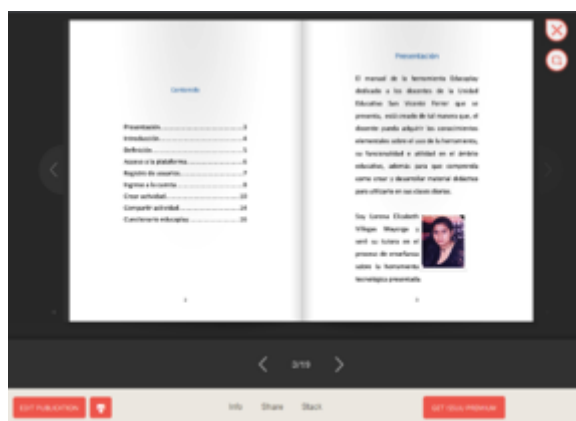 Contenido
Presentación..........3
Introducción..........4
Definición..........5
Acceso a la plataforma..........6
Registro de usuarios..........7
Ingreso a la cuenta..........8
Crear actividad..........10
Compartir actividad..........14
Cuestionario educaplay..........16
Presentación
El manual de la herramienta Educaplay
dedicado a los docentes de la Unidad
Educativa San Vicente Ferrer que se
presenta, está creado de tal manera que, el
docente pueda adquirir los conocimientos
elementales sobre el uso de la herramienta,
su funcionalidad e utilidad en el ámbito
educativo, además para que comprenda
como crear y desarrollar material didáctico
para utilizarlo en sus clases diarias.
Soy Lorena Elizabeth
Villegas Mayorga y
seré su tutora en el
proceso de enseñanza
sobre la herramienta
tecnológica presentada.
3/19
EDIT PUBLICATION
Info Share Stack
GET ISSUU PREMIUM